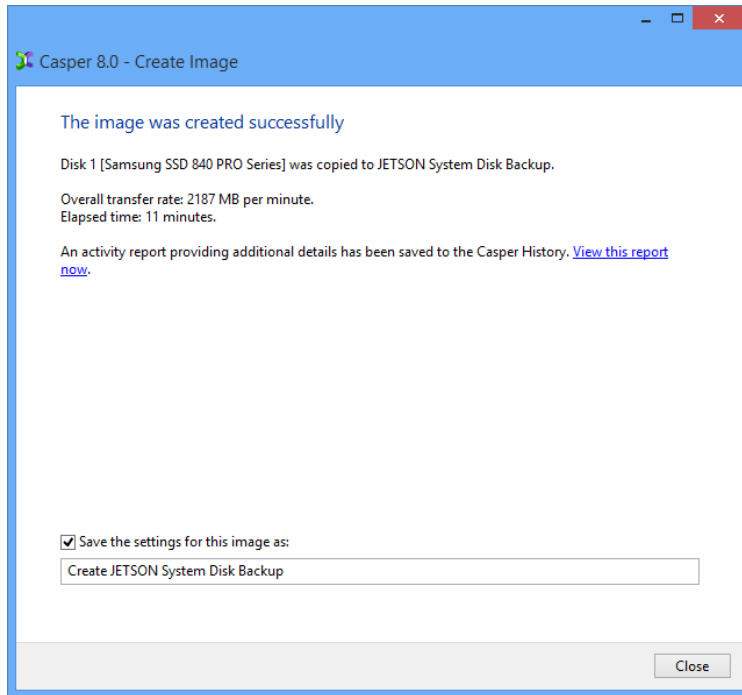 Casper 8.0 - Create Image
The image was created successfully
Disk 1 [Samsung SSD 840 PRO Series] was copied to JETSON System Disk Backup.
Overall transfer rate: 2187 MB per minute.
Elapsed time: 11 minutes.
An activity report providing additional details has been saved to the Casper History. View this report
now.
Save the settings for this image as:
Create JETSON System Disk Backup
Close